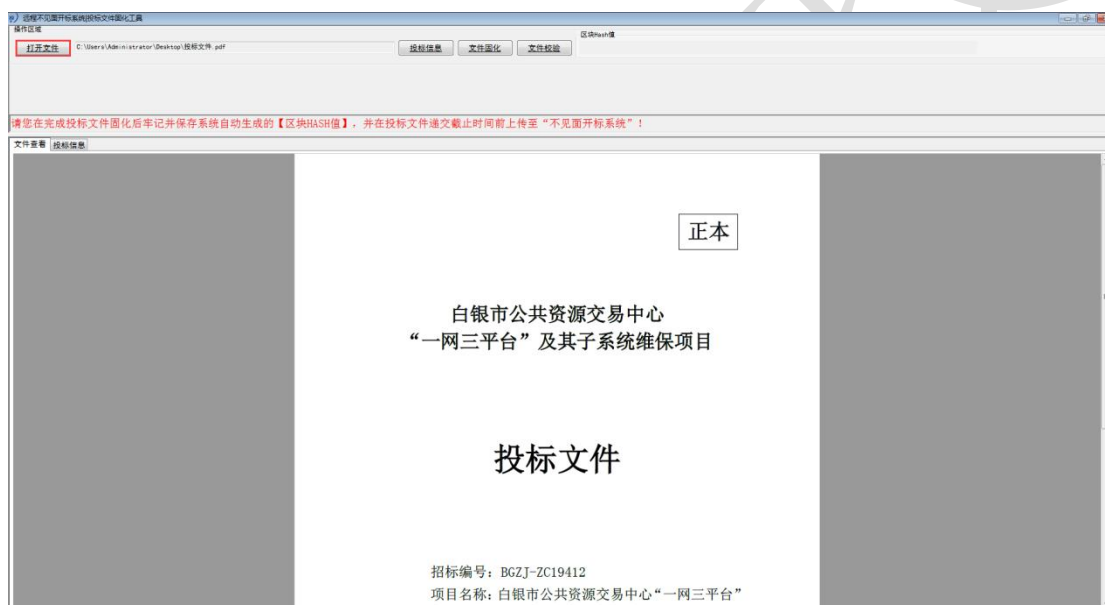 远程不见面开标系统|投标文件固化工具
操作区域
打开文件 C:\Users\Administrator\Desktop\投标文件.pdf 投标信息 文件固化 文件校验
区块Hash值
请您在完成投标文件固化后牢记并保存系统自动生成的【区块HASH值】，并在投标文件递交截止时间前上传至“不见面开标系统”！
文件查看 投标信息
正本
白银市公共资源交易中心
“一网三平台”及其子系统维保项目
投标文件
招标编号：BGZJ-ZC19412
项目名称：白银市公共资源交易中心“一网三平台”